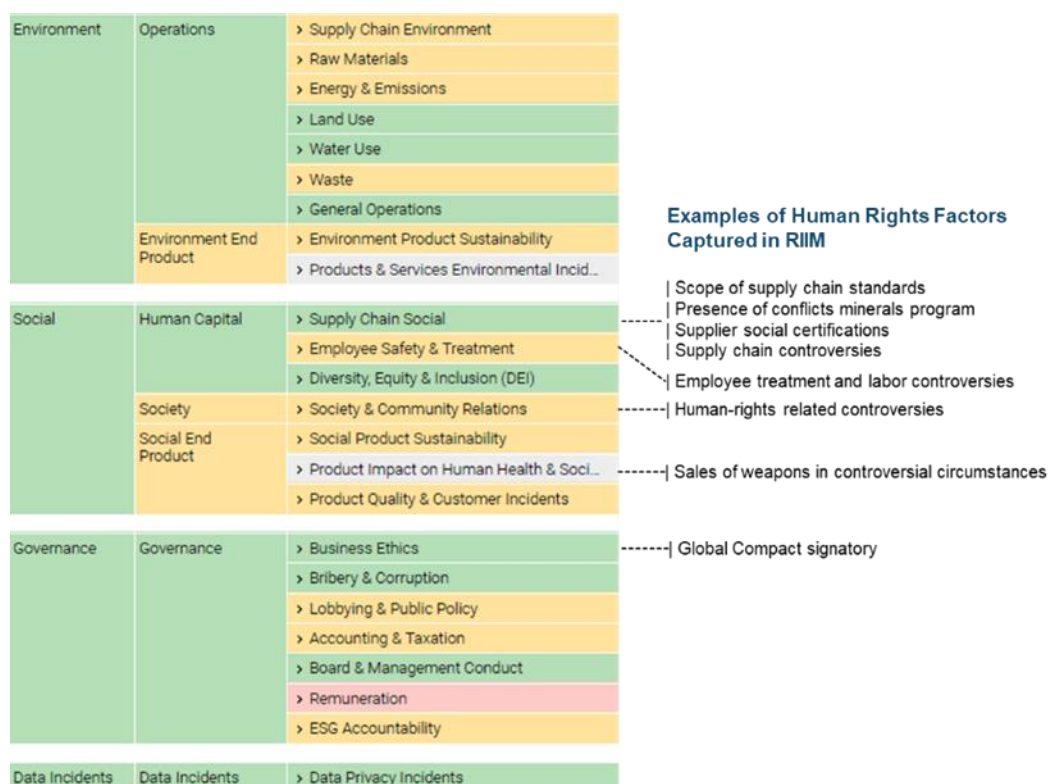 Environment
Operations
> Supply Chain Environment
> Raw Materials
> Energy & Emissions
> Land Use
> Water Use
> Waste
> General Operations
Environment End
Product
> Environment Product Sustainability
> Products & Services Environmental Incid...
Social
Human Capital
> Supply Chain Social
> Employee Safety & Treatment
> Diversity, Equity & Inclusion (DEI)
Society
> Society & Community Relations
Social End
Product
> Social Product Sustainability
> Product Impact on Human Health & Soci...
> Product Quality & Customer Incidents
Governance
Governance
> Business Ethics
> Bribery & Corruption
> Lobbying & Public Policy
> Accounting & Taxation
> Board & Management Conduct
> Remuneration
> ESG Accountability
Data Incidents
Data Incidents
> Data Privacy Incidents
Examples of Human Rights Factors
Captured in RIIM
| Scope of supply chain standards
| Presence of conflicts minerals program
| Supplier social certifications
| Supply chain controversies
| Employee treatment and labor controversies
| Human-rights related controversies
| Sales of weapons in controversial circumstances
| Global Compact signatory